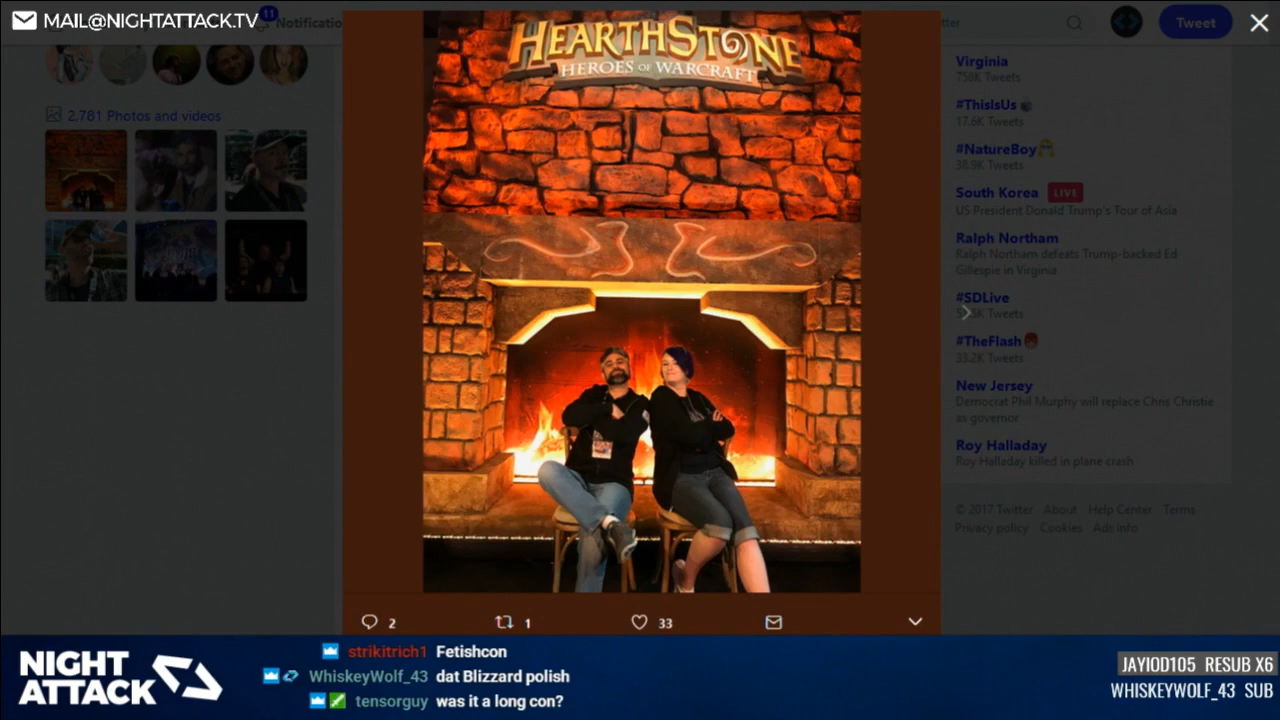 MAIL@NIGHTATTACK.TV
11
Notificatio
tter
Tweet
2,781 Photos and videos
HEARTHSTONE
HEROES OF WARCRAFT
Virginia
758K Tweets
#ThisIsUs
17.6K Tweets
#NatureBoy
38.9K Tweets
South Korea LIVE
US President Donald Trump's Tour of Asia
Ralph Northam
Ralph Northam defeats Trump-backed Ed
Gillespie in Virginia
#SDLive
Tweets
#TheFlash
33.2K Tweets
New Jersey
Democrat Phil Murphy will replace Chris Christie
as governor
Roy Halladay
Roy Halladay killed in plane crash
© 2017 Twitter About Help Center Terms
Privacy policy Cookies Ads info
2 1 33
NIGHT
ATTACK
strikitrich1 Fetishcon
WhiskeyWolf_43 dat Blizzard polish
tensorguy was it a long con?
JAYIOD105 RESUB X6
WHISKEYWOLF_43 SUB